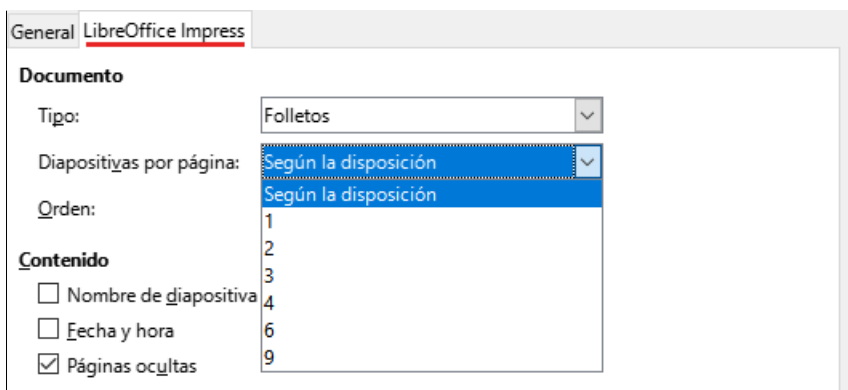 General LibreOffice Impress
Documento
Tipo: Folletos
Diapositivas por página: Según la disposición
Según la disposición
Orden:
1
2
Contenido
3
Nombre de diapositiva
4
Fecha y hora
6
Páginas ocultas
9